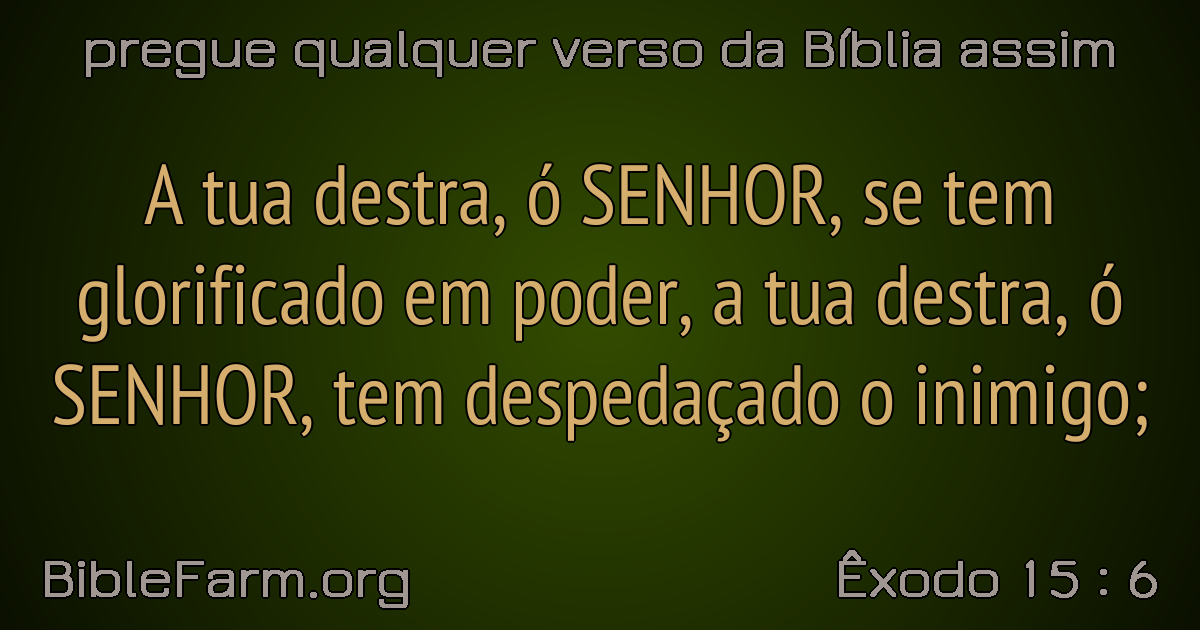 pregue qualquer verso da Bíblia assim
A tua destra, ó SENHOR, se tem
glorificado em poder, a tua destra, ó
SENHOR, tem despedaçado o inimigo;
BibleFarm.org
Êxodo 15 : 6